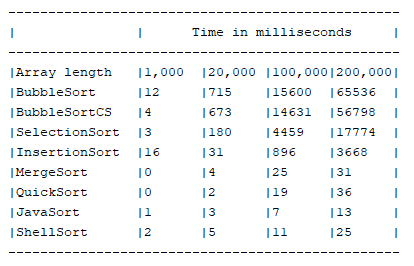 -------------------------------------------------
|               |    Time in milliseconds       |
-------------------------------------------------
|Array length   |1,000  |20,000 |100,000|200,000|
|BubbleSort     |12     |715    |15600  |65536  |
|BubbleSortCS   |4      |673    |14631  |56798  |
|SelectionSort  |3      |180    |4459   |17774  |
|InsertionSort  |16     |31     |896    |3668   |
|MergeSort      |0      |4      |25     |31     |
|QuickSort      |0      |2      |19     |36     |
|JavaSort       |1      |3      |7      |13     |
|ShellSort      |2      |5      |11     |25     |
-------------------------------------------------